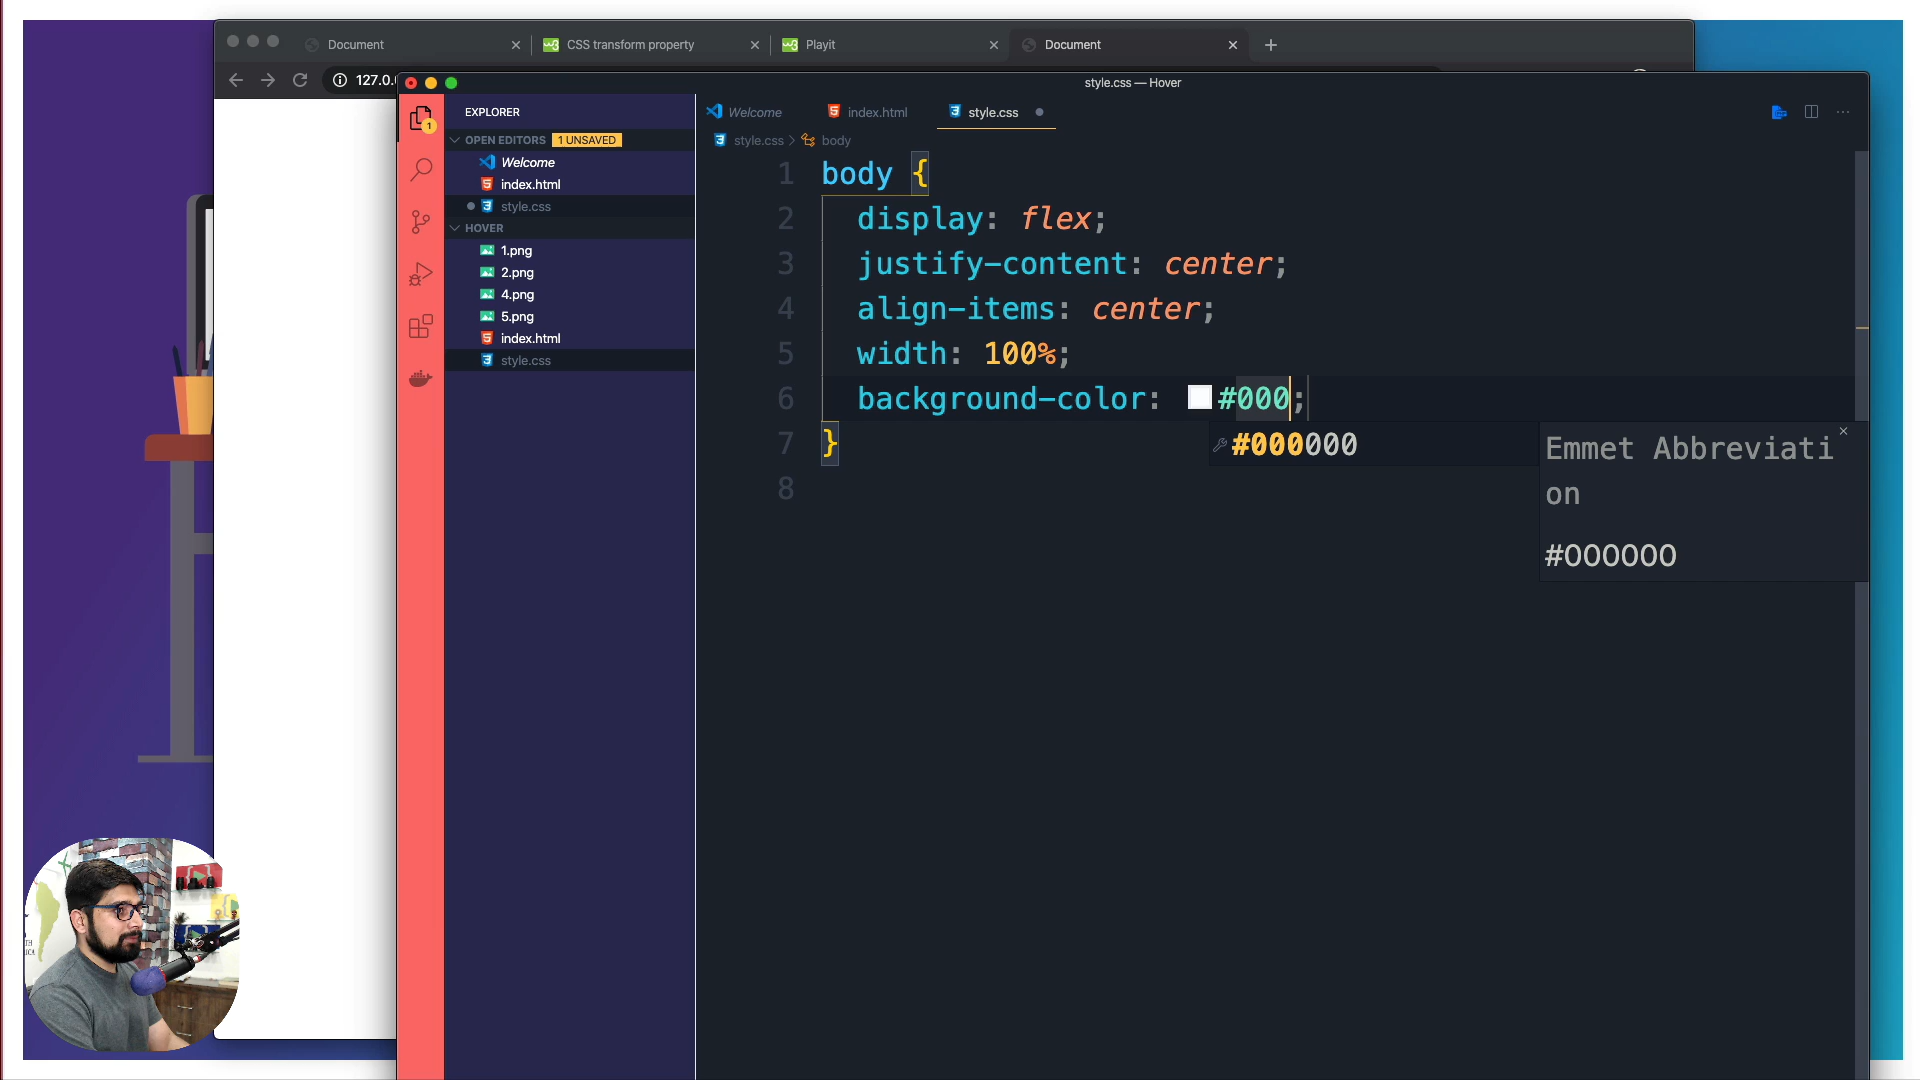 Document
CSS transform property
Playit
Document
127.0.
style.css — Hover
EXPLORER
OPEN EDITORS 1 UNSAVED
Welcome
index.html
style.css
HOVER
1.png
2.png
4.png
5.png
index.html
style.css
1
Welcome
index.html
style.css
style.css > body
1 body {
2 display: flex;
3 justify-content: center;
4 align-items: center;
5 width: 100%;
6 background-color: #000;
7 }
8
#000000
Emmet Abbreviati
on
#000000